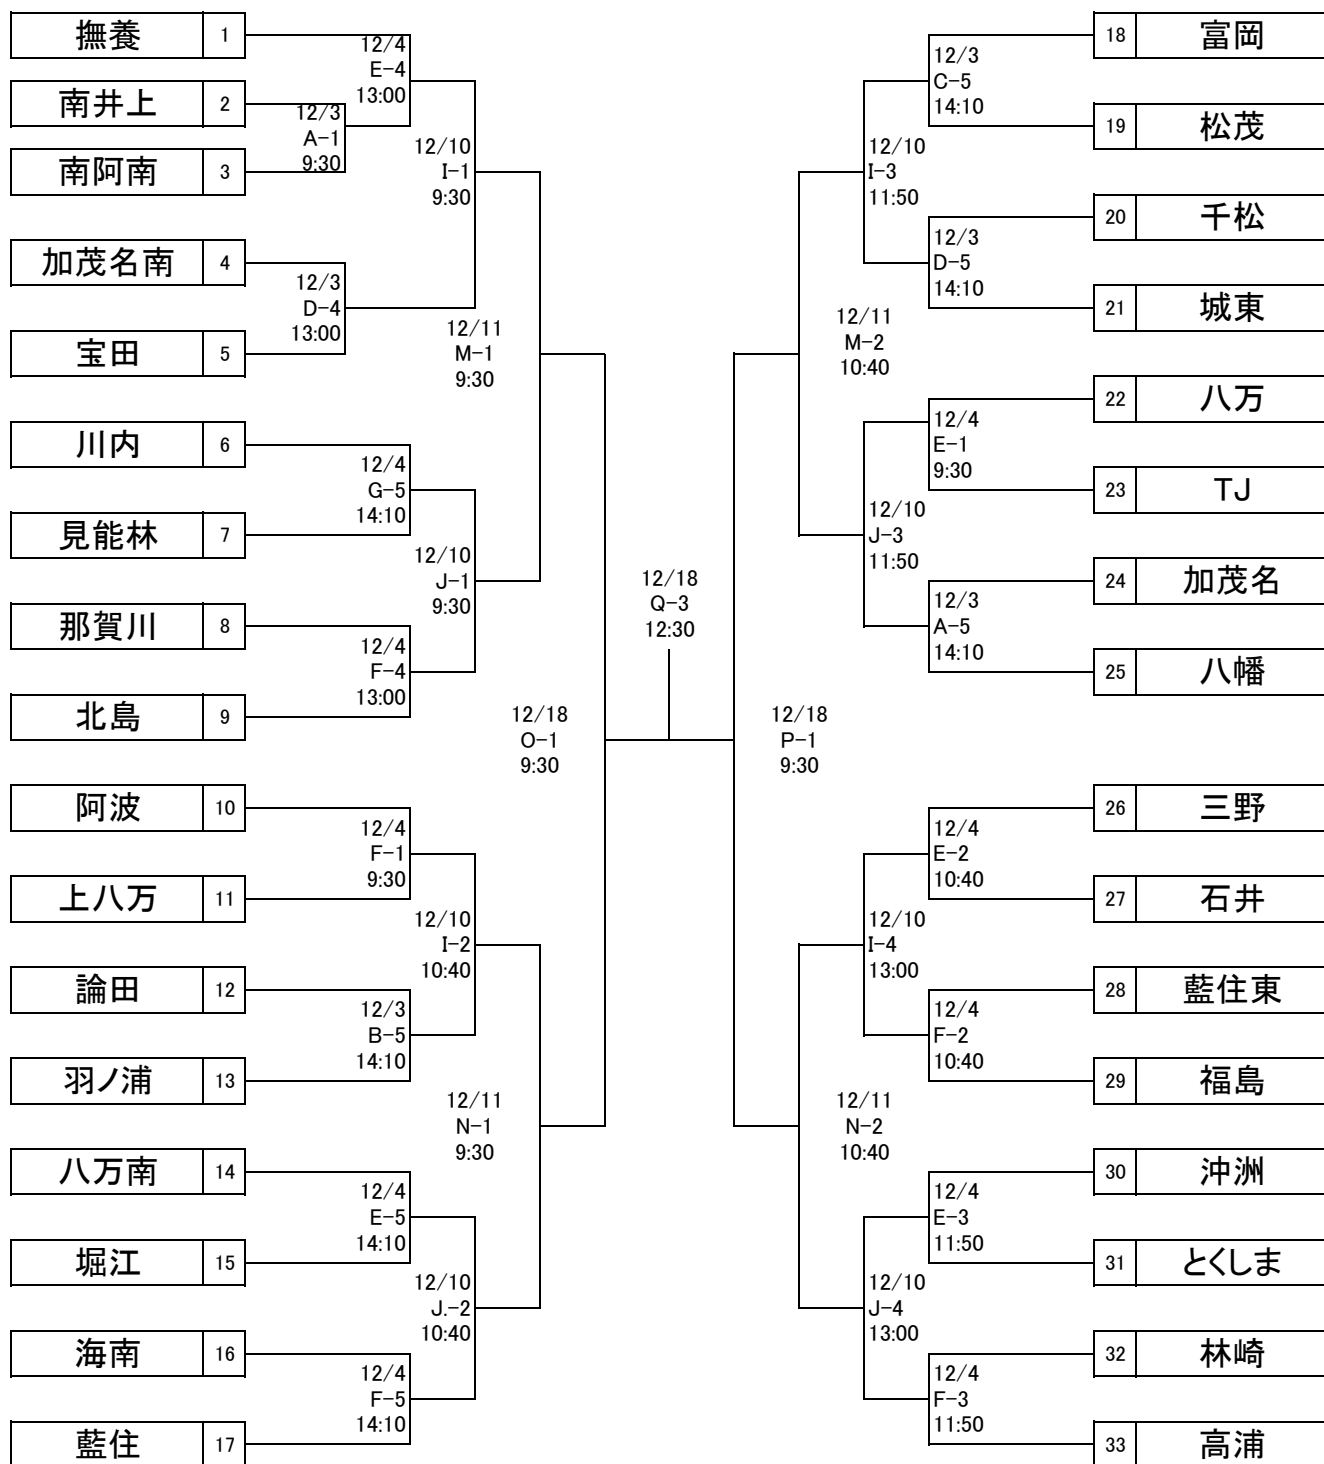 撫養 1
南井上 2
南阿南 3
加茂名南 4
宝田 5
川内 6
見能林 7
那賀川 8
北島 9
阿波 10
上八万 11
論田 12
羽ノ浦 13
八万南 14
堀江 15
海南 16
藍住 17
12/4
E-4
13:00
12/3
A-1
9:30
12/3
D-4
13:00
12/4
G-5
14:10
12/4
F-4
13:00
12/4
F-1
9:30
12/3
B-5
14:10
12/4
E-5
14:10
12/4
F-5
14:10
12/10
I-1
9:30
12/10
J-1
9:30
12/10
I-2
10:40
12/10
J.-2
10:40
12/11
M-1
9:30
12/11
N-1
9:30
12/18
O-1
9:30
12/18
Q-3
12:30
12/18
P-1
9:30
12/11
M-2
10:40
12/11
N-2
10:40
12/10
I-3
11:50
12/10
J-3
11:50
12/10
I-4
13:00
12/10
J-4
13:00
12/3
C-5
14:10
12/3
D-5
14:10
12/4
E-1
9:30
12/3
A-5
14:10
12/4
E-2
10:40
12/4
F-2
10:40
12/4
E-3
11:50
12/4
F-3
11:50
18 富岡
19 松茂
20 千松
21 城東
22 八万
23 TJ
24 加茂名
25 八幡
26 三野
27 石井
28 藍住東
29 福島
30 沖洲
31 とくしま
32 林崎
33 高浦